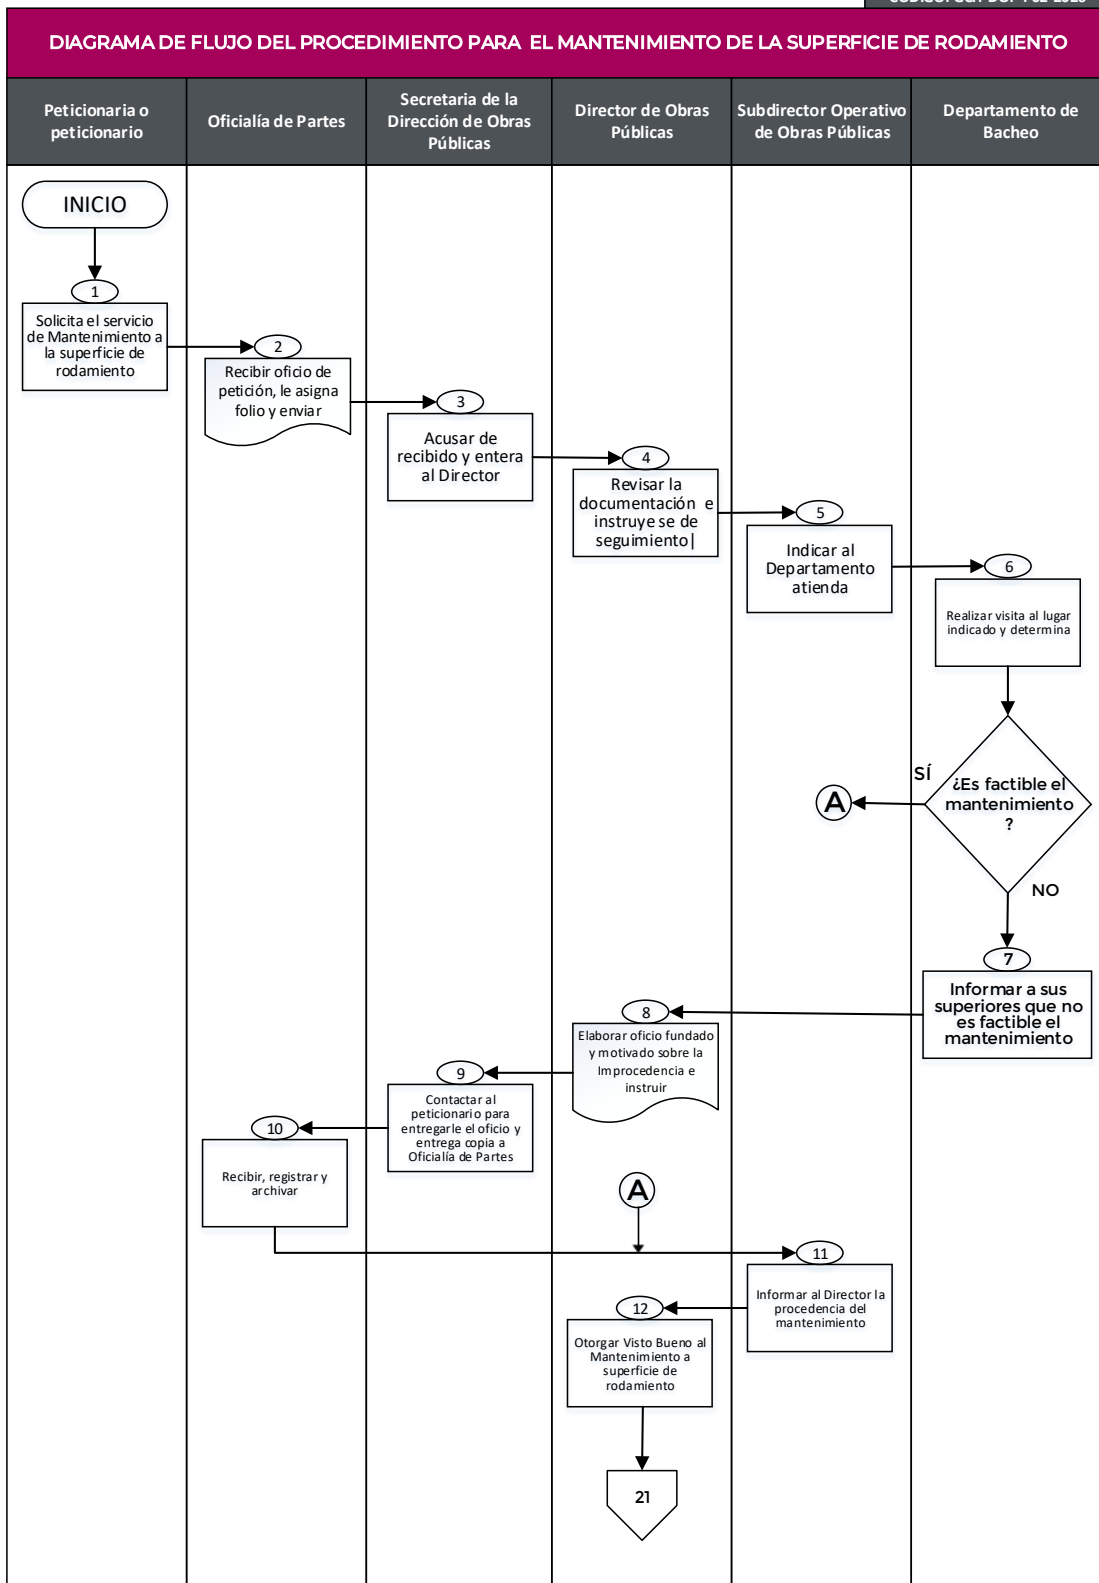 DIAGRAMA DE FLUJO DEL PROCEDIMIENTO PARA EL MANTENIMIENTO DE LA SUPERFICIE DE RODAMIENTO
Peticionaria o
peticionario
Oficialía de Partes
Secretaria de la
Dirección de Obras
Públicas
Director de Obras
Públicas
Subdirector Operativo
de Obras Públicas
Departamento de
Bacheo
INICIO
1
Solicita el servicio
de Mantenimiento a
la superficie de
rodamiento
2
Recibir oficio de
petición, le asigna
folio y enviar
3
Acusar de
recibido y entera
al Director
4
Revisar la
documentación e
instruye se de
seguimiento|
5
Indicar al
Departamento
atienda
6
Realizar visita al lugar
indicado y determina
¿Es factible el
mantenimiento
?
SÍ
A
NO
7
Informar a sus
superiores que no
es factible el
mantenimiento
8
Elaborar oficio fundado
y motivado sobre la
Improcedencia e
instruir
9
Contactar al
peticionario para
entregarle el oficio y
entrega copia a
Oficialía de Partes
10
Recibir, registrar y
archivar
A
11
Informar al Director la
procedencia del
mantenimiento
12
Otorgar Visto Bueno al
Mantenimiento a
superficie de
rodamiento
21